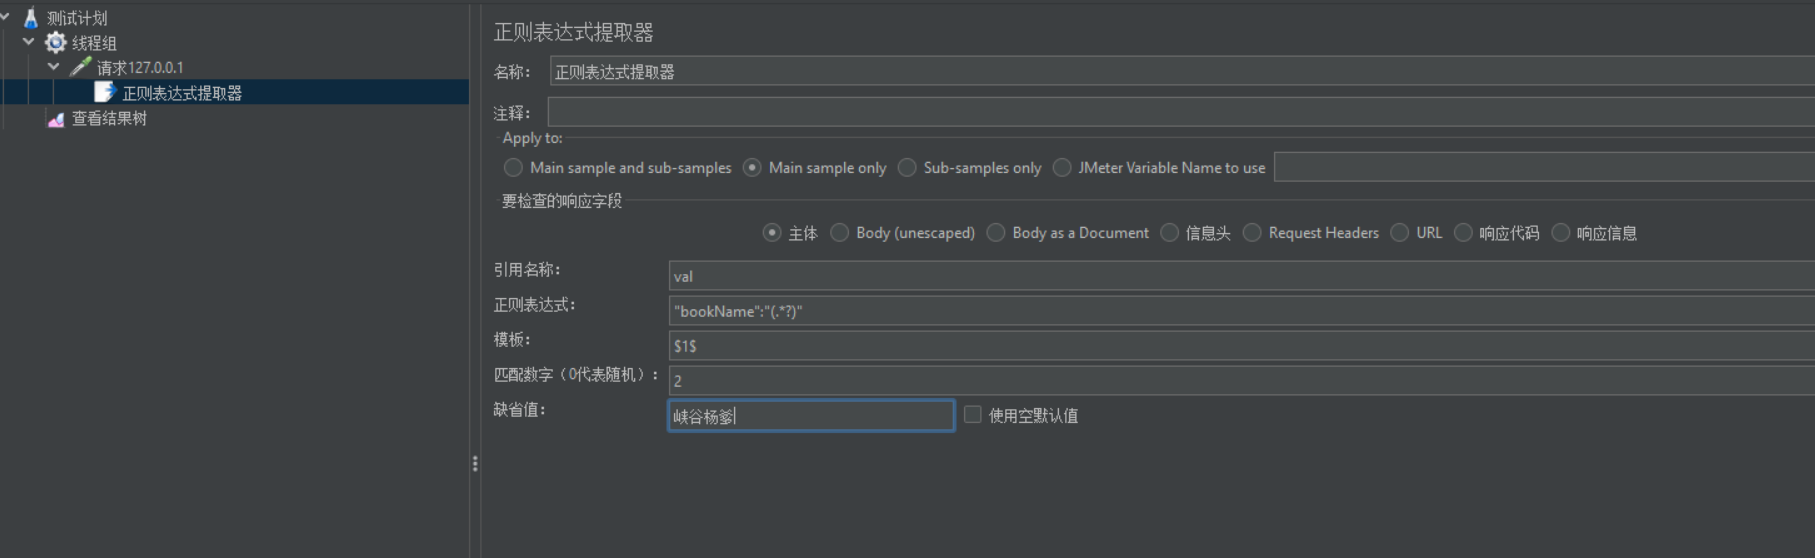 测试计划
线程组
请求127.0.0.1
正则表达式提取器
查看结果树
正则表达式提取器
名称： 正则表达式提取器
注释：
Apply to:
Main sample and sub-samples Main sample only Sub-samples only JMeter Variable Name to use
要检查的响应字段
主体 Body (unescaped) Body as a Document 信息头 Request Headers URL 响应代码 响应信息
引用名称： val
正则表达式： "bookName":"(.*?)"
模板： $1$
匹配数字（0代表随机）： 2
缺省值： 峡谷杨爹 使用空默认值